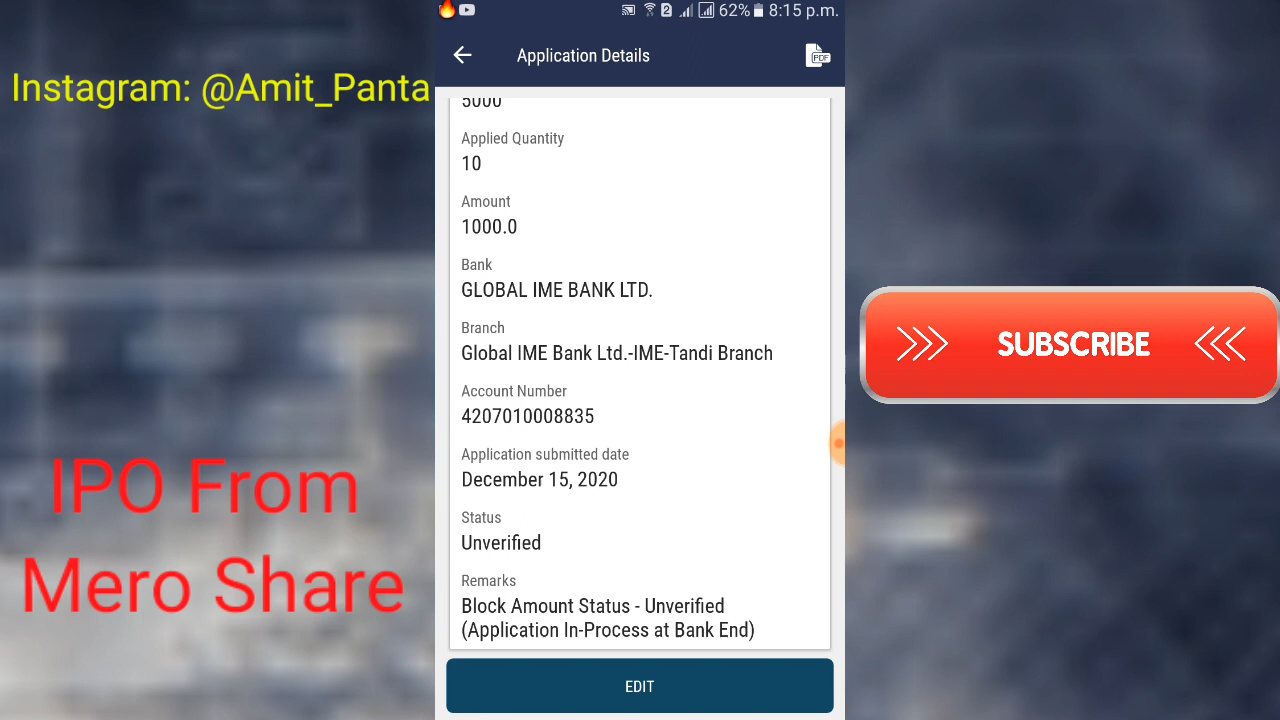 2 62% 8:15 p.m.
Application Details
PDF
Instagram: @Amit_Panta
5000
Applied Quantity
10
Amount
1000.0
Bank
GLOBAL IME BANK LTD.
Branch
Global IME Bank Ltd.-IME-Tandi Branch
Account Number
4207010008835
Application submitted date
December 15, 2020
Status
Unverified
Remarks
Block Amount Status - Unverified
(Application In-Process at Bank End)
EDIT
IPO From
Mero Share
SUBSCRIBE